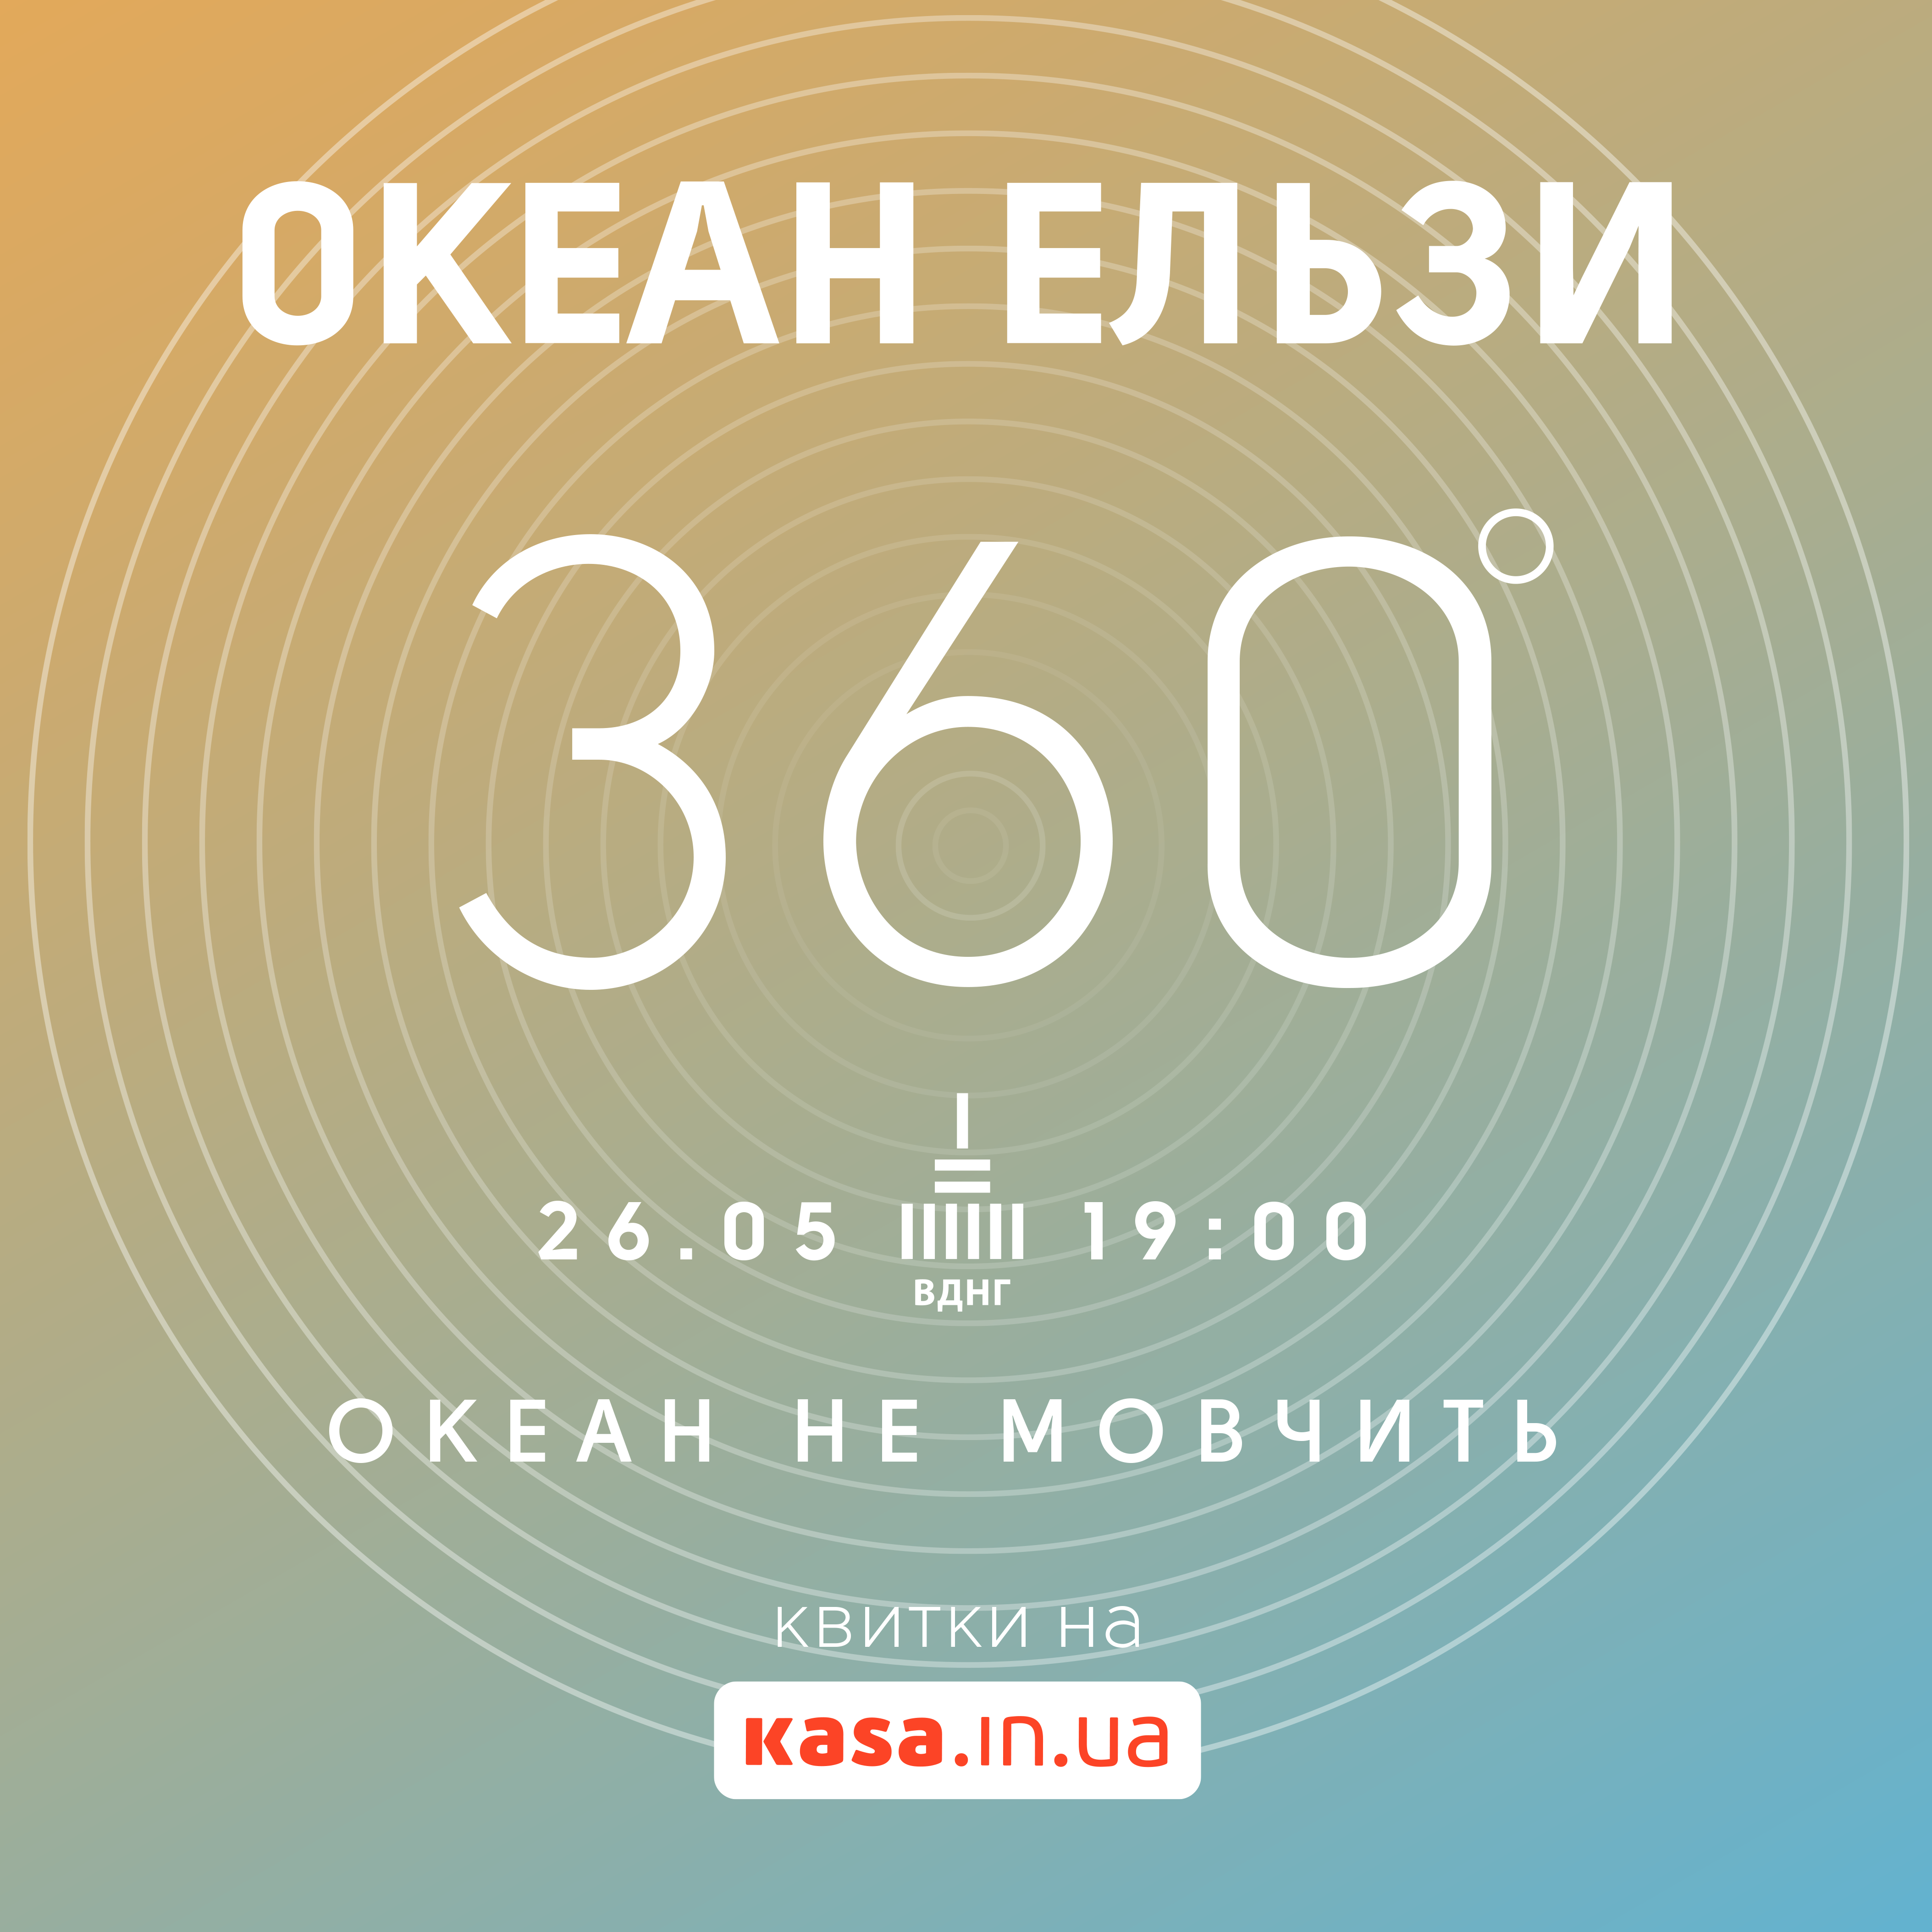 ОКЕАН ЕЛЬЗИ
360°
26.05 19:00
вднг
ОКЕАН НЕ МОВЧИТЬ
квитки на
kasa.in.ua